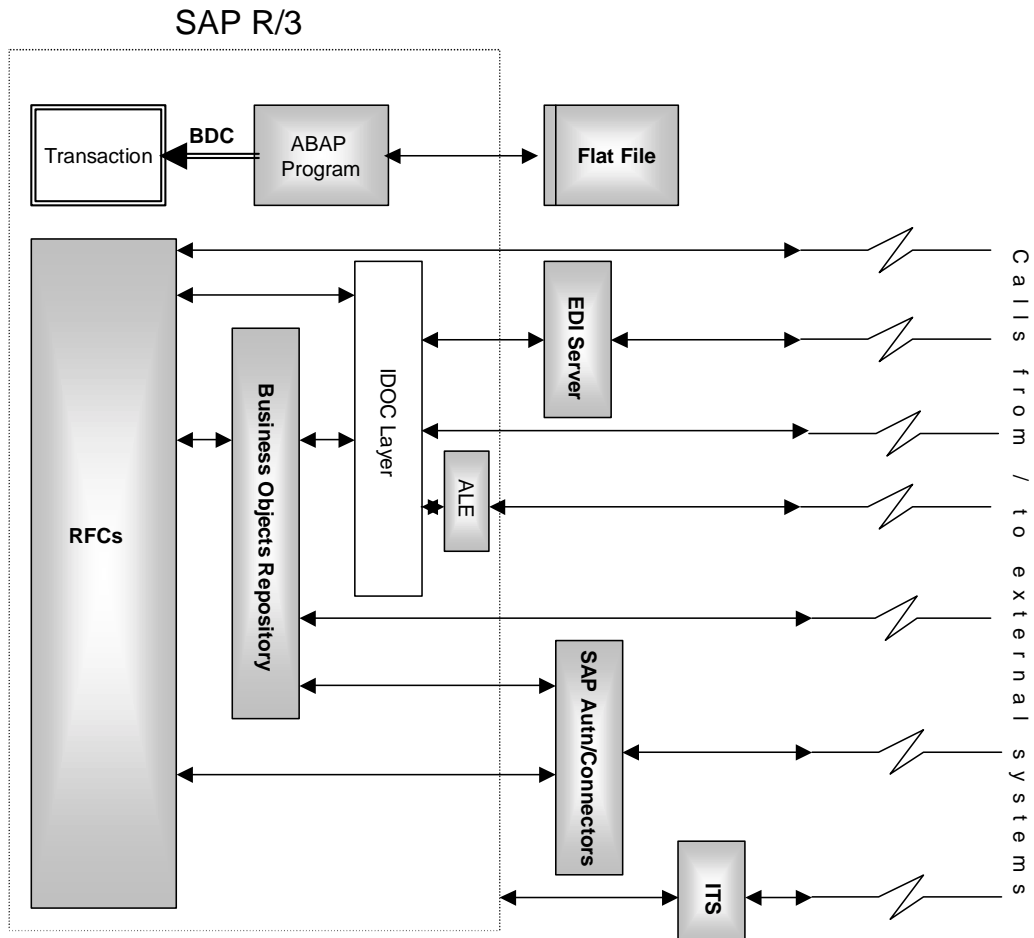 SAP R/3
Transaction
BDC
ABAP
Program
Flat File
RFCs
Business Objects Repository
IDOC Layer
EDI Server
ALE
SAP Autn/Connectors
ITS
Calls from / to external systems